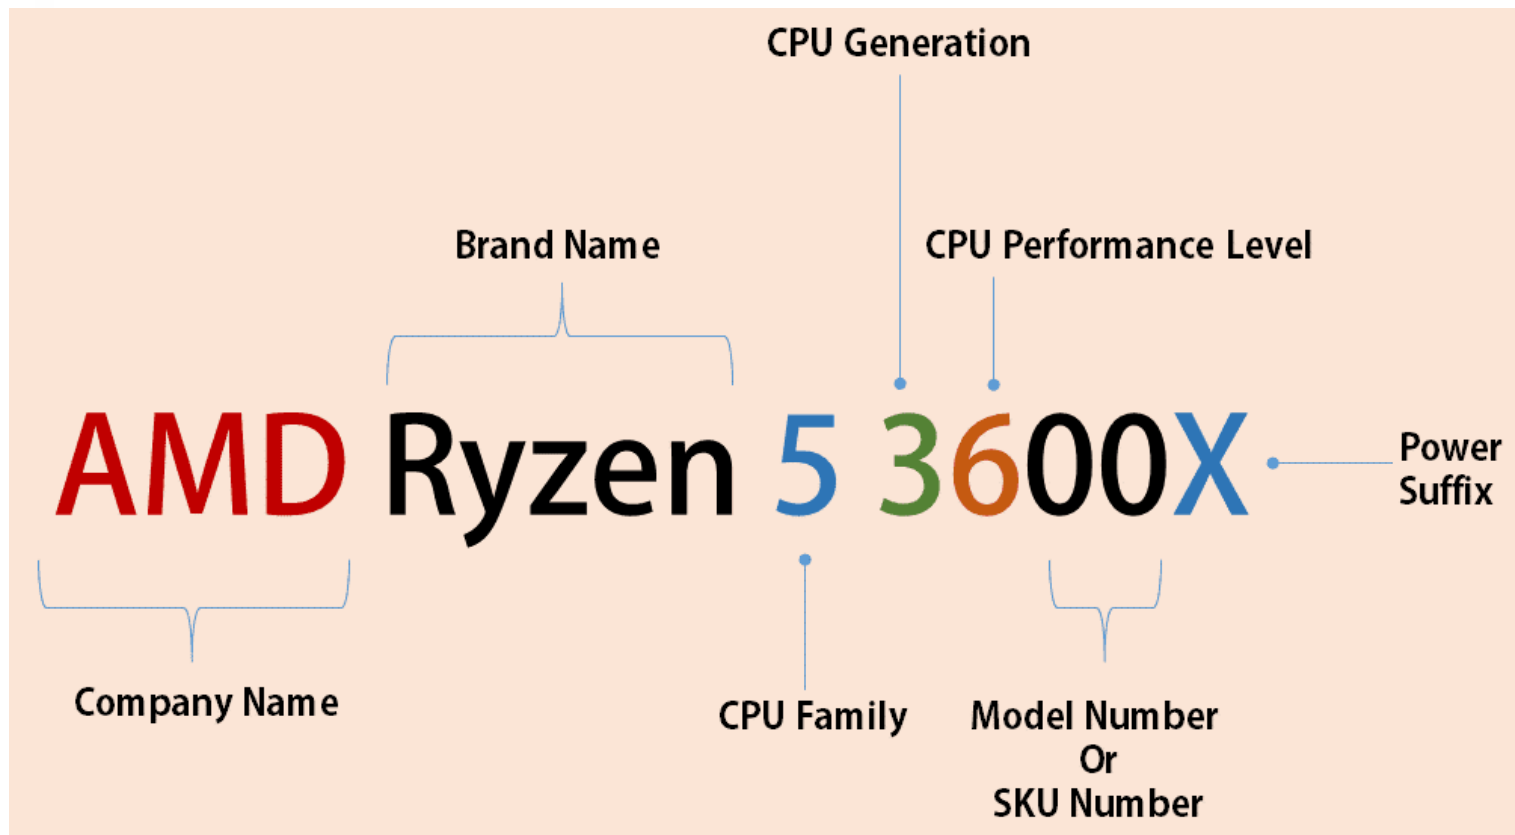 CPU Generation
Brand Name
CPU Performance Level
AMD Ryzen 5 3600X
Power
Suffix
Company Name
CPU Family
Model Number
Or
SKU Number